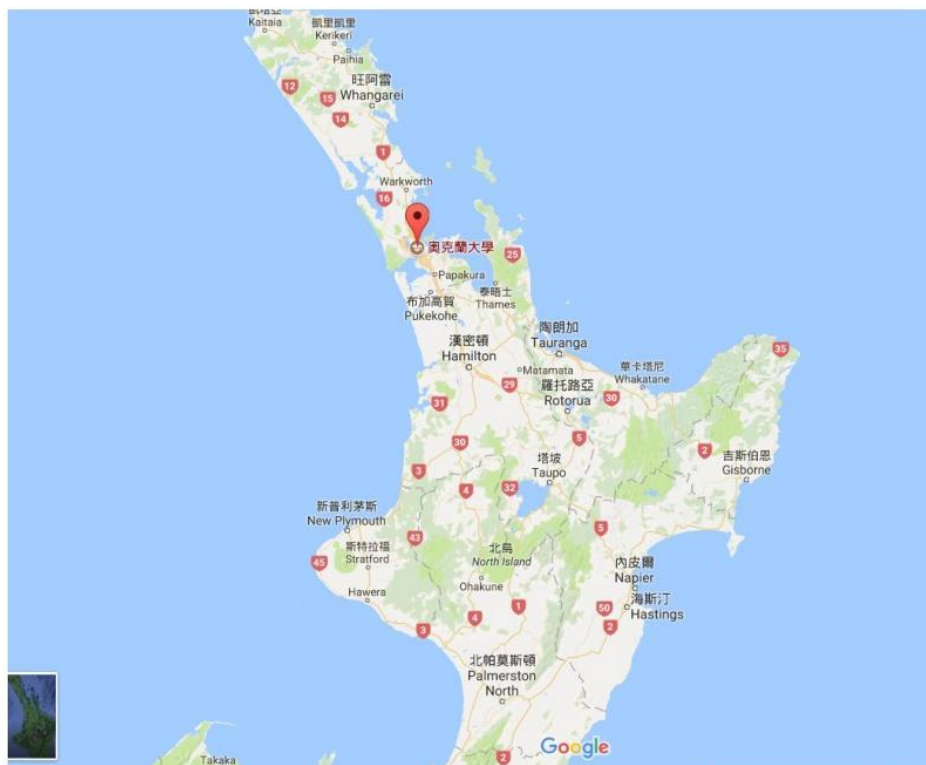 Kaitaia
凱里凱里
Kerikeri
Paihia
12
15
旺阿雷
Whangarei
14
1
Warkworth
16
奧克蘭大學
25
Papakura
泰晤士
Thames
布加高賀
Pukekohe
漢密頓
Hamilton
陶朗加
Tauranga
35
Matamata
華卡塔尼
Whakatane
29
羅托路亞
Rotorua
30
31
30
5
2
吉斯伯恩
Gisborne
3
塔坡
Taupo
4
32
新普利茅斯
New Plymouth
43
5
斯特拉福
Stratford
45
北島
North Island
Ohakune
內皮爾
Napier
Hawera
1
50
海斯汀
Hastings
3
4
2
北帕莫斯頓
Palmerston
North
Google
Takaka
2